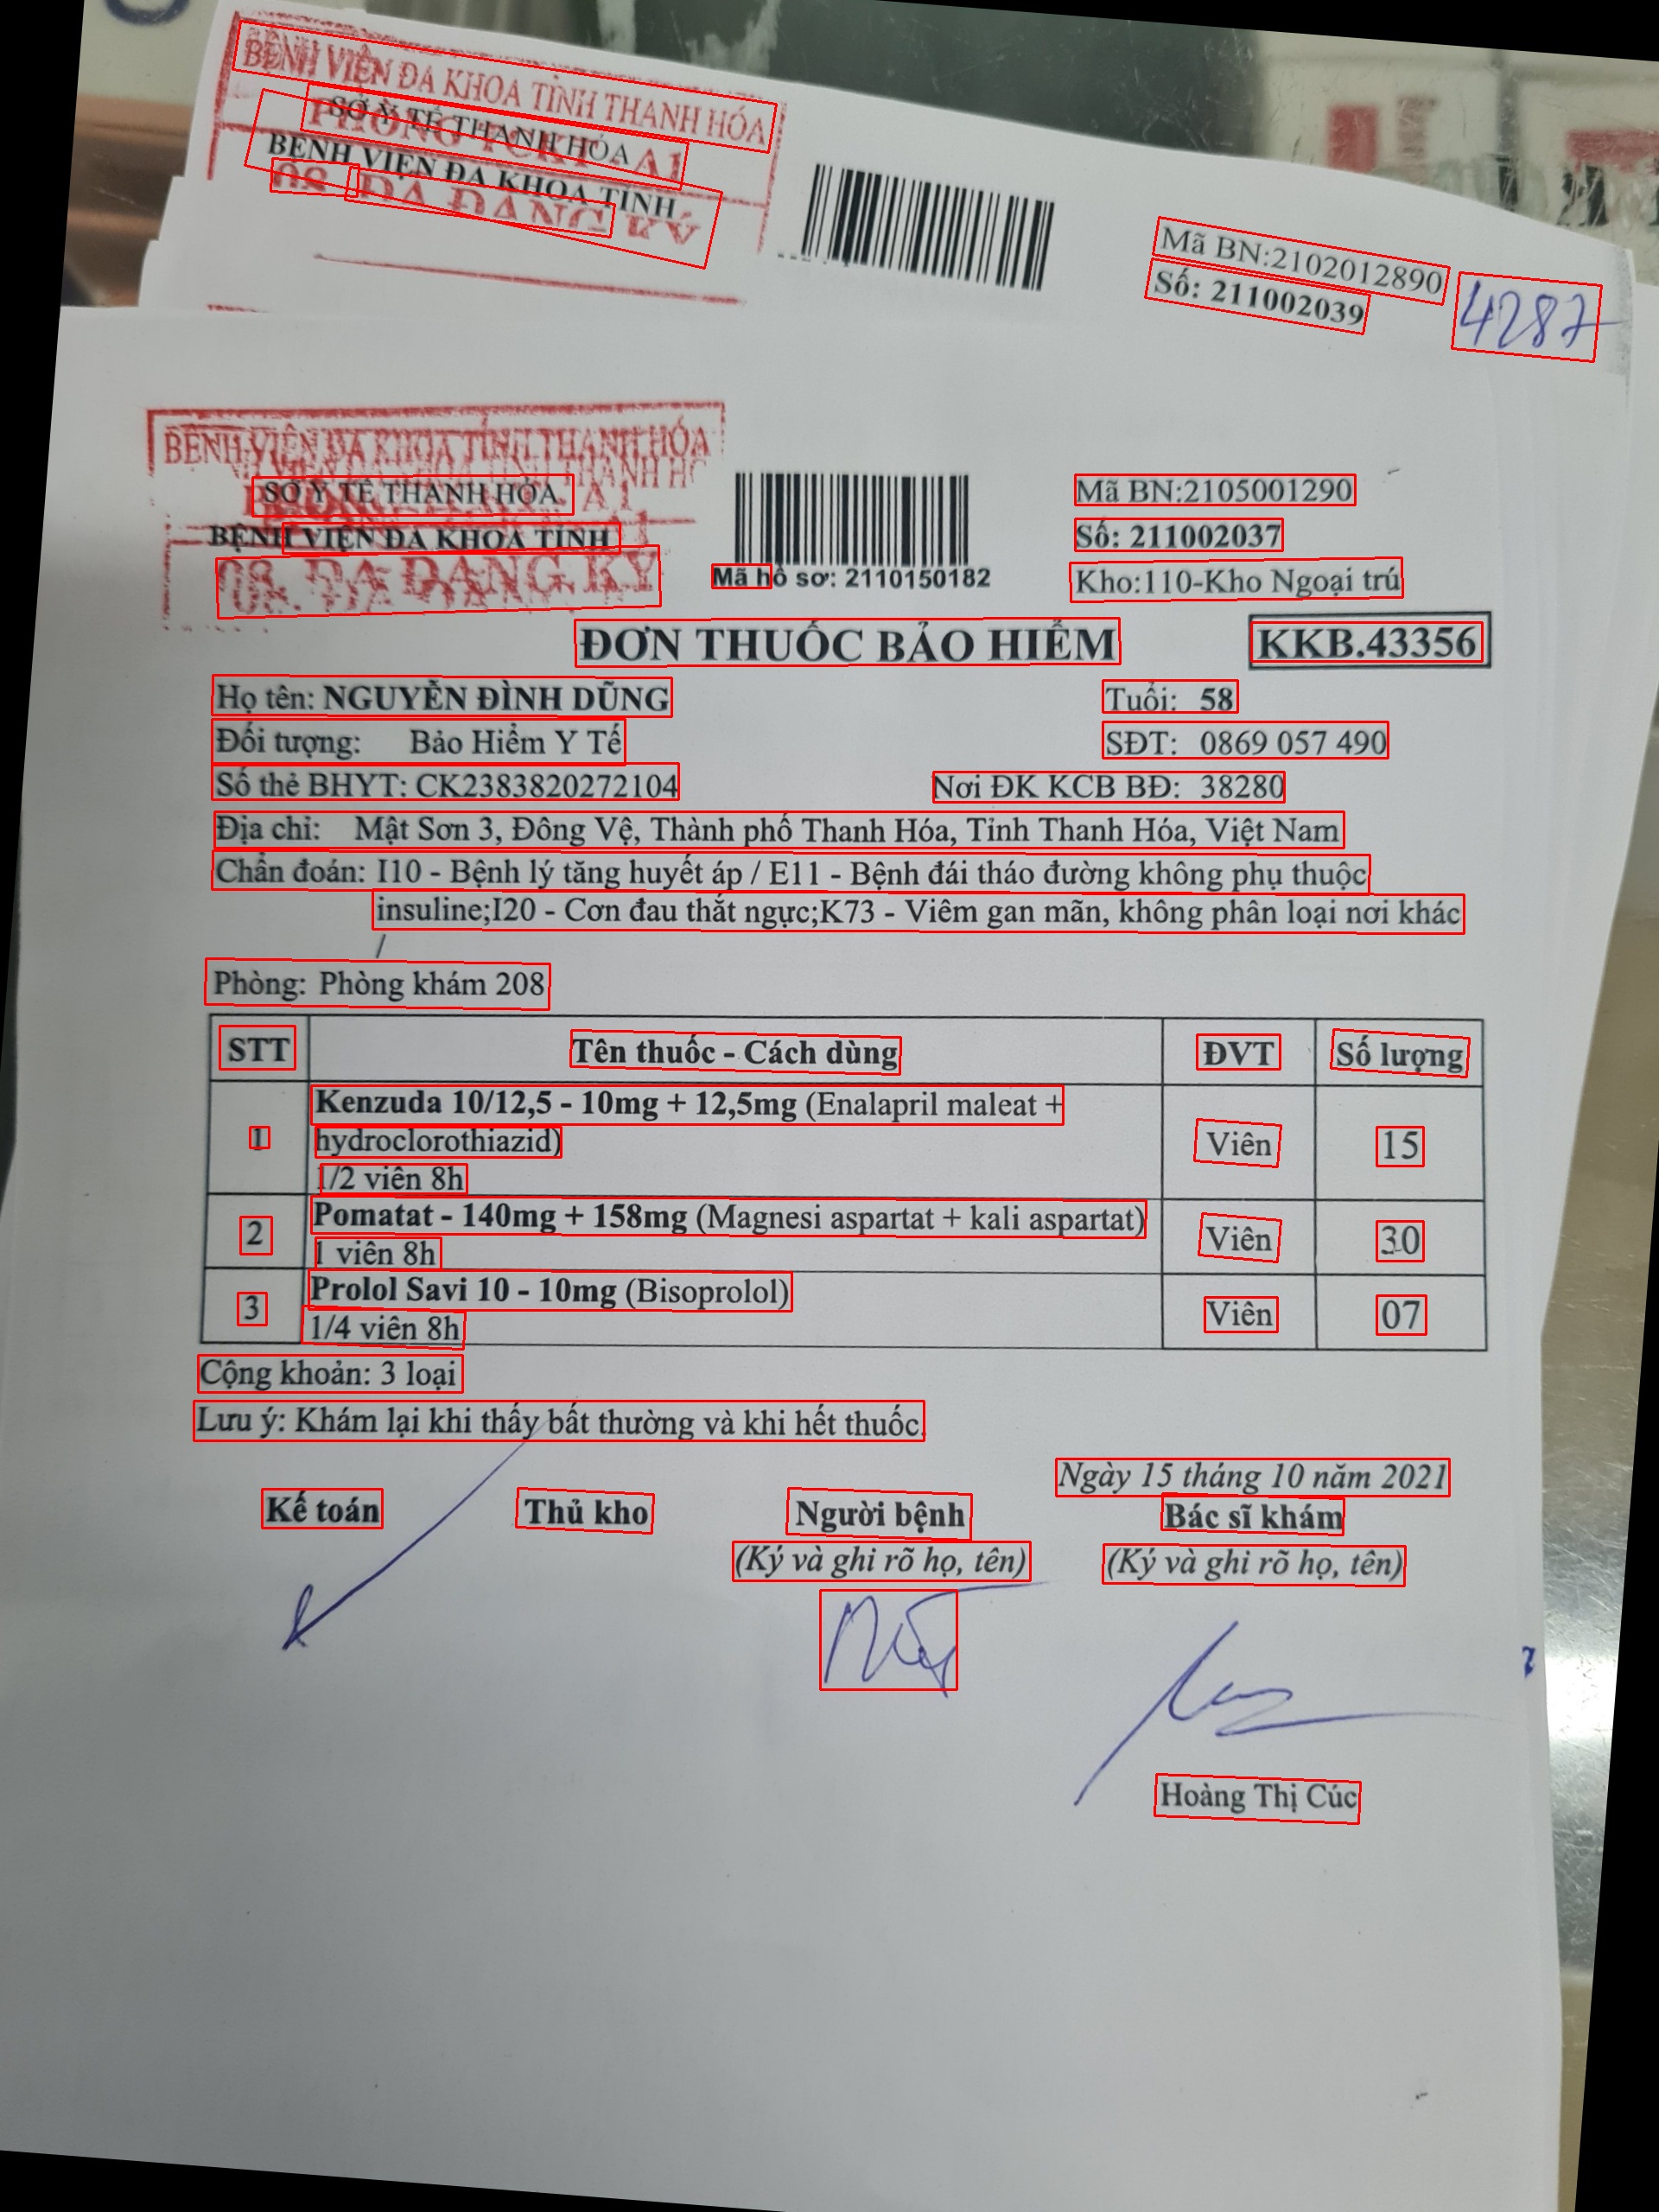 BỆNH VIỆN ĐA KHOA TỈNH THANH HÓA
SỞ Y TẾ THANH HÓA
BỆNH VIỆN ĐA KHOA TỈNH
08. ĐÃ ĐĂNG KÝ
Mã BN:2102012890
Số: 211002039
4287
BỆNH VIỆN ĐA KHOA TỈNH THANH HÓA
SỞ Y TẾ THANH HÓA
BỆNH VIỆN ĐA KHOA TỈNH
08. ĐÃ ĐĂNG KÝ
Mã hồ sơ: 2110150182
Mã BN:2105001290
Số: 211002037
Kho:110-Kho Ngoại trú
ĐƠN THUỐC BẢO HIỂM
KKB.43356
Họ tên: NGUYỄN ĐÌNH DŨNG Tuổi: 58
Đối tượng: Bảo Hiểm Y Tế SĐT: 0869 057 490
Số thẻ BHYT: CK2383820272104 Nơi ĐK KCB BĐ: 38280
Địa chỉ: Mật Sơn 3, Đông Vệ, Thành phố Thanh Hóa, Tỉnh Thanh Hóa, Việt Nam
Chẩn đoán: I10 - Bệnh lý tăng huyết áp / E11 - Bệnh đái tháo đường không phụ thuộc
insuline;I20 - Cơn đau thắt ngực;K73 - Viêm gan mãn, không phân loại nơi khác
/
Phòng: Phòng khám 208
STT Tên thuốc - Cách dùng ĐVT Số lượng
1 Kenzuda 10/12,5 - 10mg + 12,5mg (Enalapril maleat +
hydroclorothiazid) Viên 15
1/2 viên 8h
2 Pomatat - 140mg + 158mg (Magnesi aspartat + kali aspartat) Viên 30
1 viên 8h
3 Prolol Savi 10 - 10mg (Bisoprolol) Viên 07
1/4 viên 8h
Cộng khoản: 3 loại
Lưu ý: Khám lại khi thấy bất thường và khi hết thuốc.
Ngày 15 tháng 10 năm 2021
Kế toán Thủ kho Người bệnh Bác sĩ khám
(Ký và ghi rõ họ, tên) (Ký và ghi rõ họ, tên)
Hoàng Thị Cúc